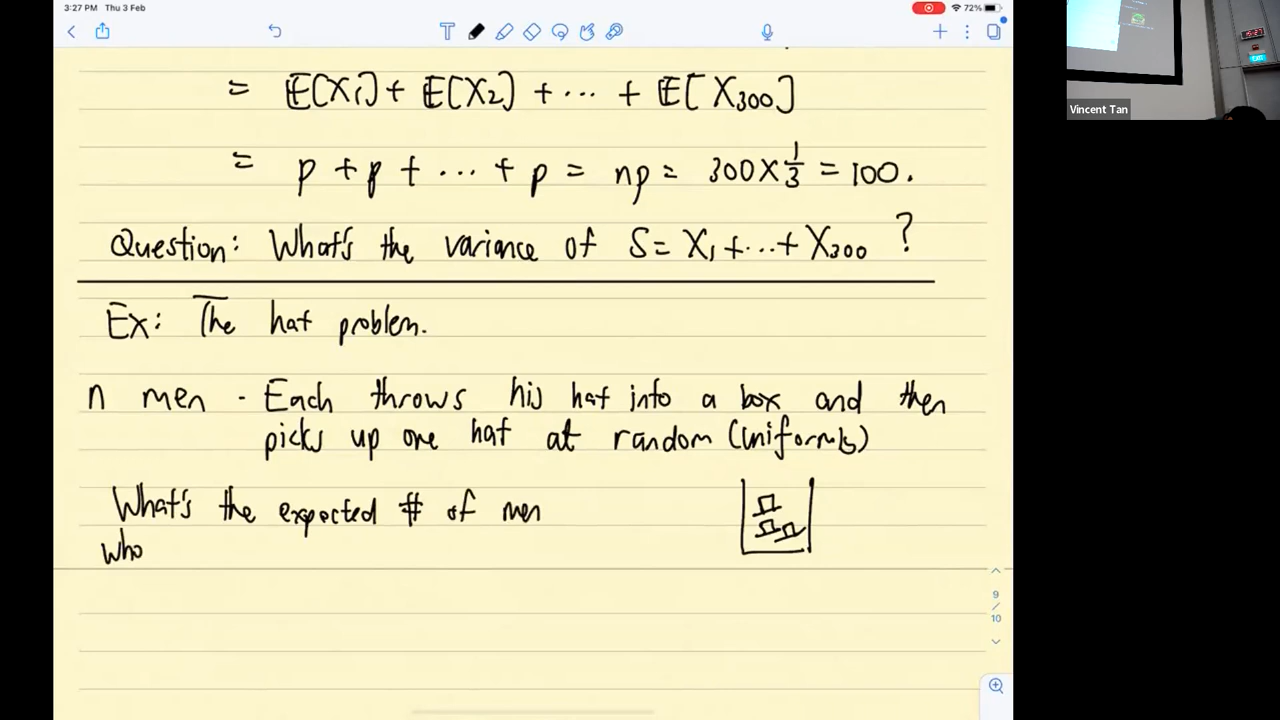 3:27 PM Thu 3 Feb
72%
= E[X₁] + E[X₂] + ... + E[X₃₀₀]
= p + p + ... + p = np = 300 × 1/3 = 100.
Question: What's the variance of S = X₁ + ... + X₃₀₀ ?
Ex: The hat problem.
n men - Each throws his hat into a box and then
picks up one hat at random (uniformly)
What's the expected # of men
who
9
/
10
Vincent Tan
EXIT